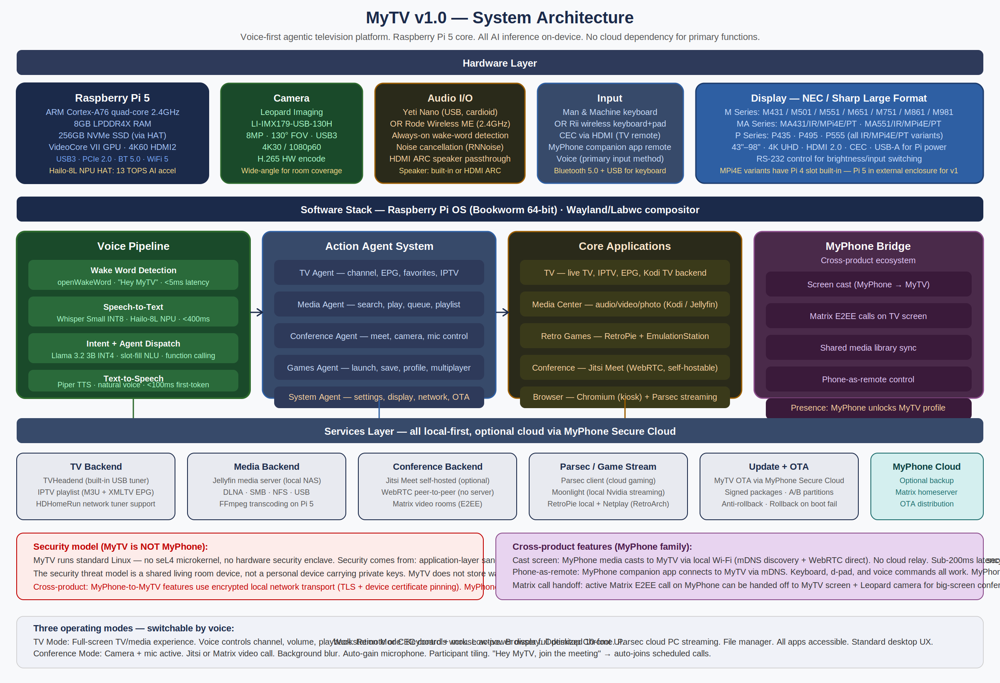 MyTV v1.0 — System Architecture
Voice-first agentic television platform. Raspberry Pi 5 core. All AI inference on-device. No cloud dependency for primary functions.
Hardware Layer
Raspberry Pi 5
ARM Cortex-A76 quad-core 2.4GHz
8GB LPDDR4X RAM
256GB NVMe SSD (via HAT)
VideoCore VII GPU · 4K60 HDMI2
USB3 · PCIe 2.0 · BT 5.0 · WiFi 5
Hailo-8L NPU HAT: 13 TOPS AI accel
Camera
Leopard Imaging
LI-IMX179-USB-130H
8MP · 130° FOV · USB3
4K30 / 1080p60
H.265 HW encode
Wide-angle for room coverage
Audio I/O
Yeti Nano (USB, cardioid)
OR Rode Wireless ME (2.4GHz)
Always-on wake-word detection
Noise cancellation (RNNoise)
HDMI ARC speaker passthrough
Speaker: built-in or HDMI ARC
Input
Man & Machine keyboard
OR Rii wireless keyboard+pad
CEC via HDMI (TV remote)
MyPhone companion app remote
Voice (primary input method)
Bluetooth 5.0 + USB for keyboard
Display — NEC / Sharp Large Format
M Series: M431 / M501 / M551 / M651 / M751 / M861 / M981
MA Series: MA431/IR/MPi4E/PT · MA551/IR/MPi4E/PT
P Series: P435 · P495 · P555 (all IR/MPi4E/PT variants)
43"–98" · 4K UHD · HDMI 2.0 · CEC · USB-A for Pi power
RS-232 control for brightness/input switching
MPi4E variants have Pi 4 slot built-in — Pi 5 in external enclosure for v1
Software Stack — Raspberry Pi OS (Bookworm 64-bit) · Wayland/Labwc compositor
Voice Pipeline
Wake Word Detection
openWakeWord · "Hey MyTV" · <5ms latency
Speech-to-Text
Whisper Small INT8 · Hailo-8L NPU · <400ms
Intent + Agent Dispatch
Llama 3.2 3B INT4 · slot-fill NLU · function calling
Text-to-Speech
Piper TTS · natural voice · <100ms first-token
Action Agent System
TV Agent — channel, EPG, favorites, IPTV
Media Agent — search, play, queue, playlist
Conference Agent — meet, camera, mic control
Games Agent — launch, save, profile, multiplayer
System Agent — settings, display, network, OTA
Core Applications
TV — live TV, IPTV, EPG, Kodi TV backend
Media Center — audio/video/photo (Kodi / Jellyfin)
Retro Games — RetroPie + EmulationStation
Conference — Jitsi Meet (WebRTC, self-hostable)
Browser — Chromium (kiosk) + Parsec streaming
MyPhone Bridge
Cross-product ecosystem
Screen cast (MyPhone → MyTV)
Matrix E2EE calls on TV screen
Shared media library sync
Phone-as-remote control
Presence: MyPhone unlocks MyTV profile
Services Layer — all local-first, optional cloud via MyPhone Secure Cloud
TV Backend
TVHeadend (built-in USB tuner)
IPTV playlist (M3U + XMLTV EPG)
HDHomeRun network tuner support
Media Backend
Jellyfin media server (local NAS)
DLNA · SMB · NFS · USB
FFmpeg transcoding on Pi 5
Conference Backend
Jitsi Meet self-hosted (optional)
WebRTC peer-to-peer (no server)
Matrix video rooms (E2EE)
Parsec / Game Stream
Parsec client (cloud gaming)
Moonlight (local Nvidia streaming)
RetroPie local + Netplay (RetroArch)
Update + OTA
MyTV OTA via MyPhone Secure Cloud
Signed packages · A/B partitions
Anti-rollback · Rollback on boot fail
MyPhone Cloud
Optional backup
Matrix homeserver
OTA distribution
Security model (MyTV is NOT MyPhone):
MyTV runs standard Linux — no seL4 microkernel, no hardware security enclave. Security comes from: application-layer san
The security threat model is a shared living room device, not a personal device carrying private keys. MyTV does not store wa
Cross-product: MyPhone-to-MyTV features use encrypted local network transport (TLS + device certificate pinning). MyPhone
Cross-product features (MyPhone family):
Cast screen: MyPhone media casts to MyTV via local Wi-Fi (mDNS discovery + WebRTC direct). No cloud relay. Sub-200ms
Phone-as-remote: MyPhone companion app connects to MyTV via mDNS. Keyboard, d-pad, and voice commands all work. MyPhon
Matrix call handoff: active Matrix E2EE call on MyPhone can be handed off to MyTV screen + Leopard camera for big-screen confer
Three operating modes — switchable by voice:
TV Mode: Full-screen TV/media experience. Voice controls channel, volume, Parsec cloud PC streaming. File manager. All apps accessible. Standard desktop UX.
Conference Mode: Camera + mic active. Jitsi or Matrix video call. Background blur. Auto-gain microphone. Participant tiling. "Hey MyTV, join the meeting" → auto-joins scheduled calls.